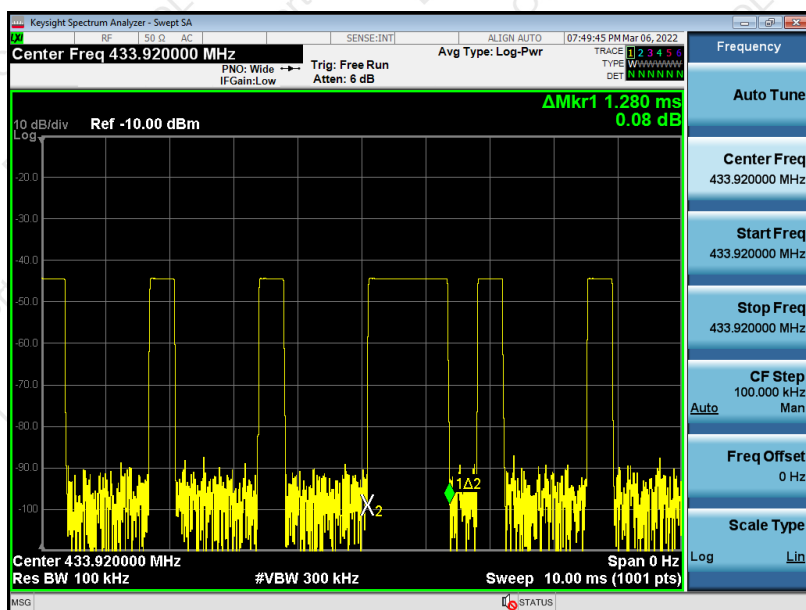 Keysight Spectrum Analyzer - Swept SA
LXI RF 50 Ω AC SENSE:INT ALIGN AUTO 07:49:45 PM Mar 06, 2022
Center Freq 433.920000 MHz
PNO: Wide
IFGain:Low
Trig: Free Run
Atten: 6 dB
Avg Type: Log-Pwr
TRACE 1 2 3 4 5 6
TYPE WWWWWW
DET N N N N N N
ΔMkr1 1.280 ms
0.08 dB
10 dB/div Ref -10.00 dBm
Log
-20.0
-30.0
-40.0
-50.0
-60.0
-70.0
-80.0
-90.0
-100
X2
1Δ2
Center 433.920000 MHz Span 0 Hz
Res BW 100 kHz #VBW 300 kHz Sweep 10.00 ms (1001 pts)
MSG STATUS
Frequency
Auto Tune
Center Freq
433.920000 MHz
Start Freq
433.920000 MHz
Stop Freq
433.920000 MHz
CF Step
100.000 kHz
Auto Man
Freq Offset
0 Hz
Scale Type
Log Lin